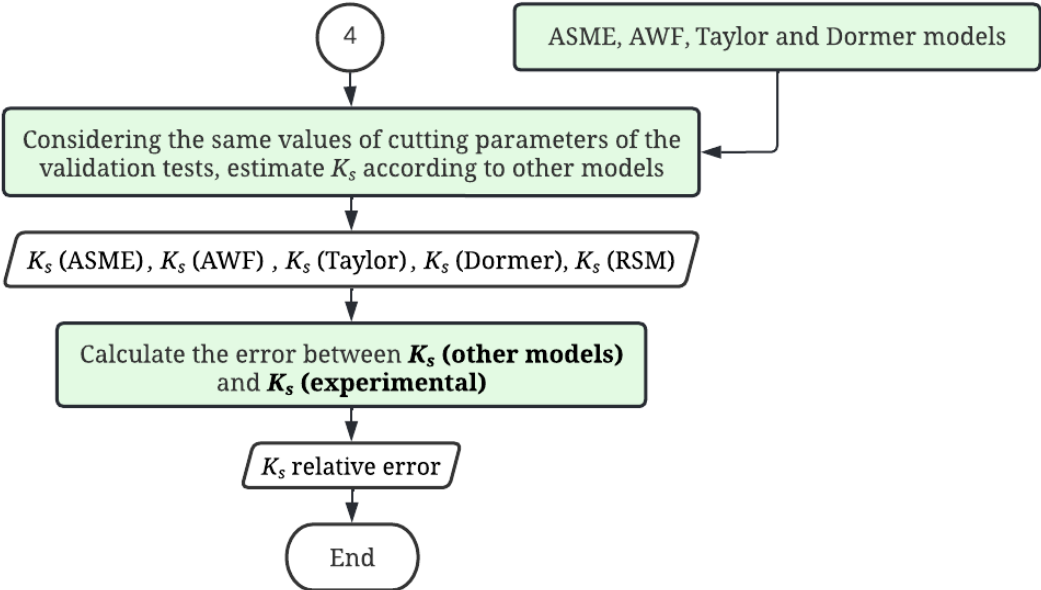 4
ASME, AWF, Taylor and Dormer models
Considering the same values of cutting parameters of the
validation tests, estimate Kₛ according to other models
Kₛ (ASME), Kₛ (AWF) , Kₛ (Taylor), Kₛ (Dormer), Kₛ (RSM)
Calculate the error between Kₛ (other models)
and Kₛ (experimental)
Kₛ relative error
End